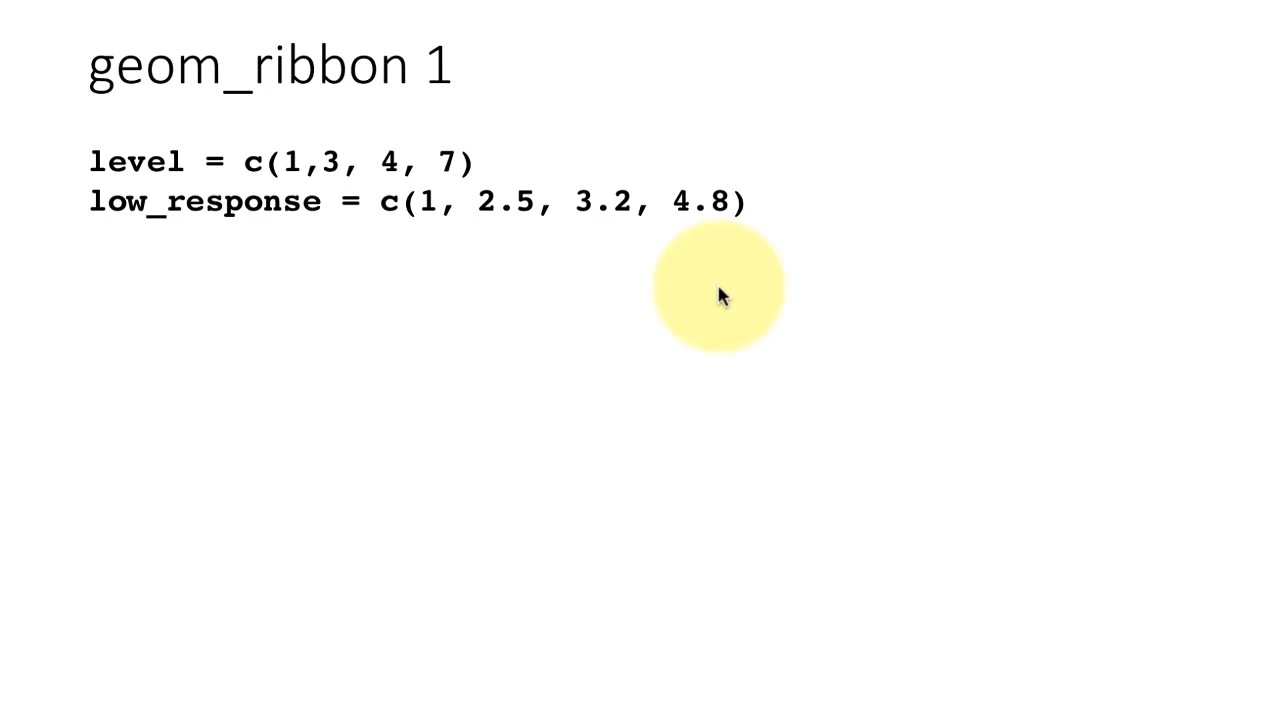 geom_ribbon 1
level = c(1,3, 4, 7)
low_response = c(1, 2.5, 3.2, 4.8)